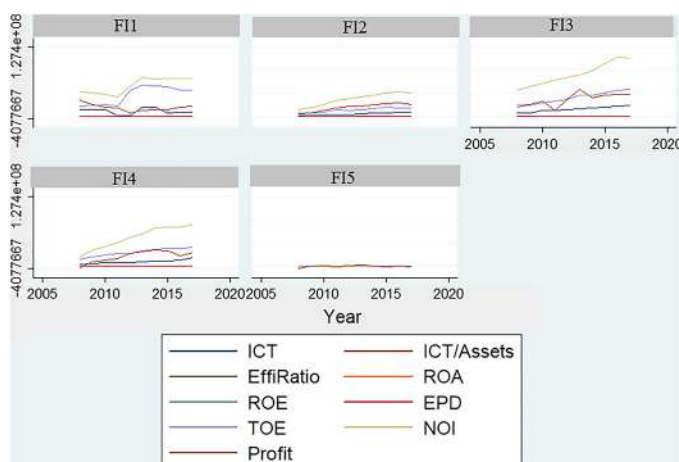 FI1
FI2
FI3
-4077667 1.274e+08
2005 2010 2015 2020
FI4
FI5
-4077667 1.274e+08
2005 2010 2015 2020 2005 2010 2015 2020
Year
ICT ICT/Assets
EffiRatio ROA
ROE EPD
TOE NOI
Profit